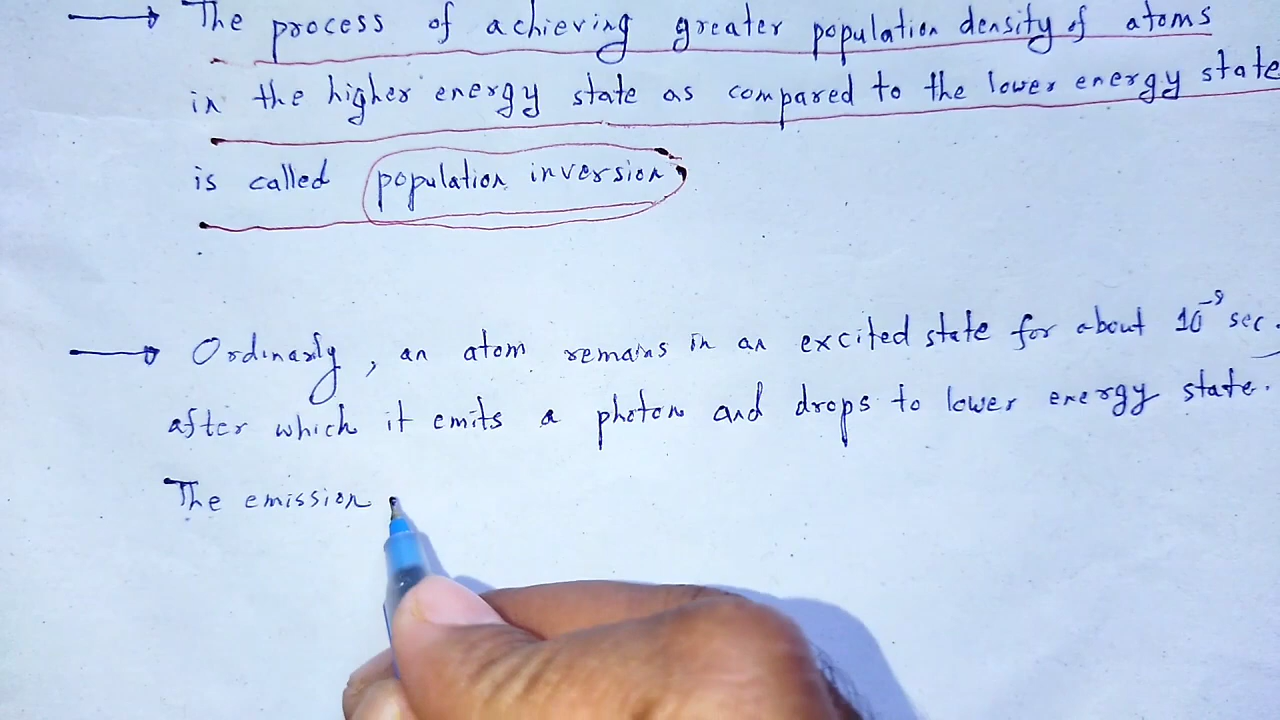 The process of achieving greater population density of atoms
in the higher energy state as compared to the lower energy state
is called population inversion
Ordinarily, an atom remains in an excited state for about 10⁻⁹ sec.
after which it emits a photon and drops to lower energy state.
The emission